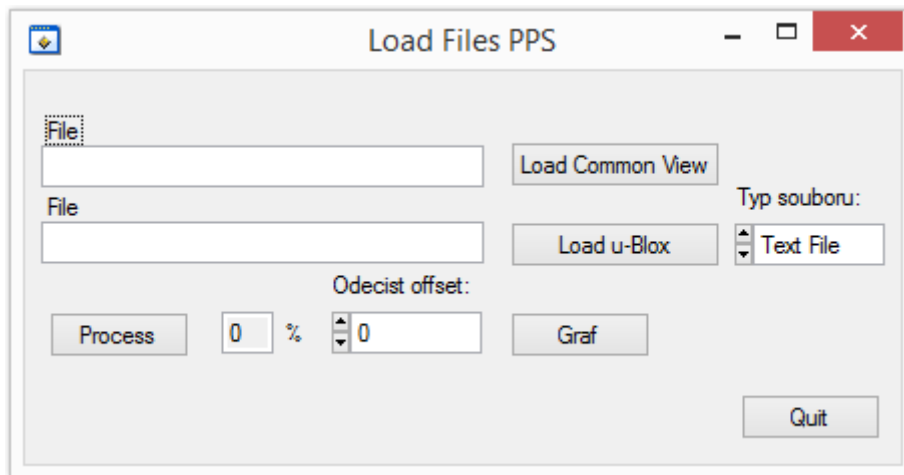 Load Files PPS
File
Load Common View
File
Typ souboru:
Load u-Blox
Text File
Odecist offset:
Process
0
%
0
Graf
Quit